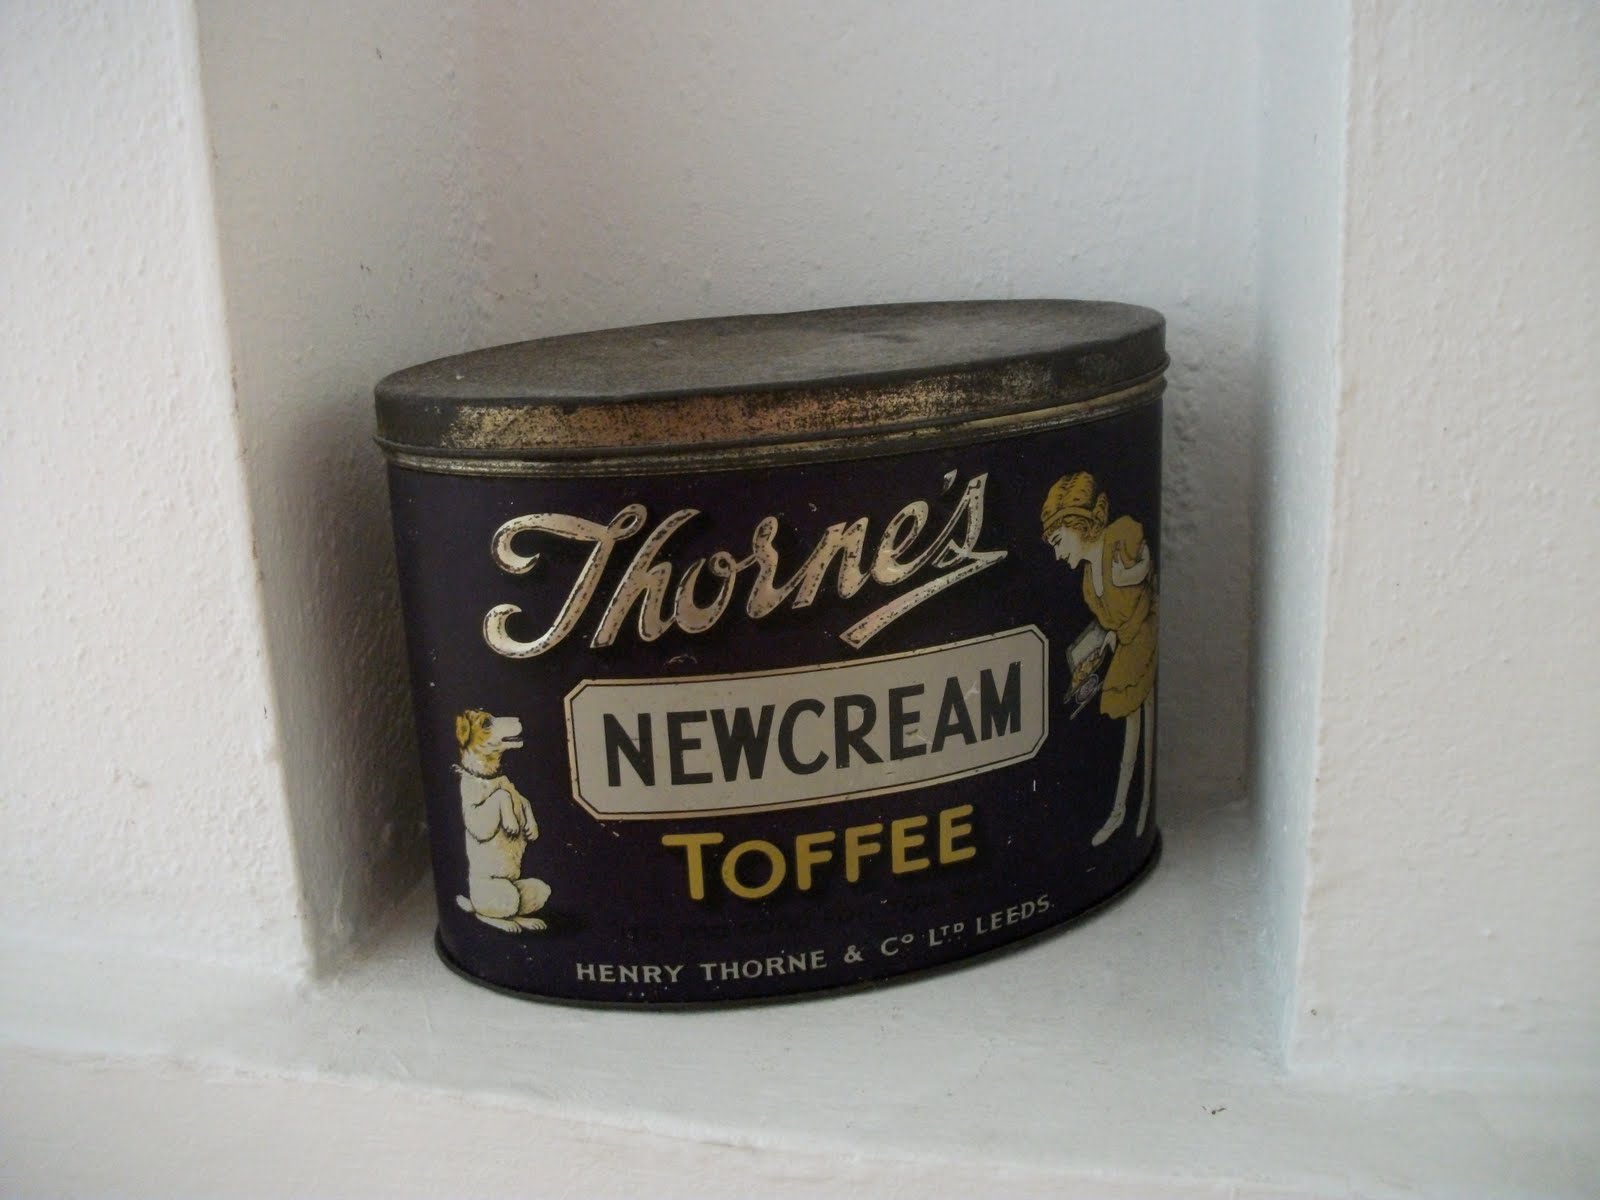 Thorne's
NEWCREAM
TOFFEE
HENRY THORNE & Co LTD LEEDS.